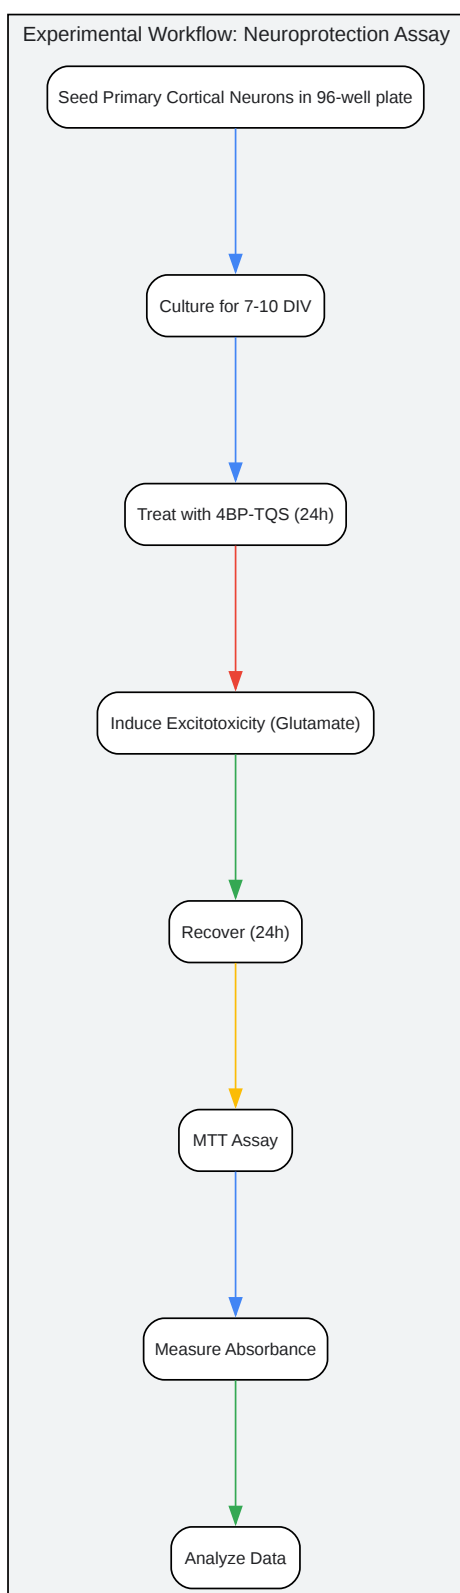 Experimental Workflow: Neuroprotection Assay
Seed Primary Cortical Neurons in 96-well plate
Culture for 7-10 DIV
Treat with 4BP-TQS (24h)
Induce Excitotoxicity (Glutamate)
Recover (24h)
MTT Assay
Measure Absorbance
Analyze Data